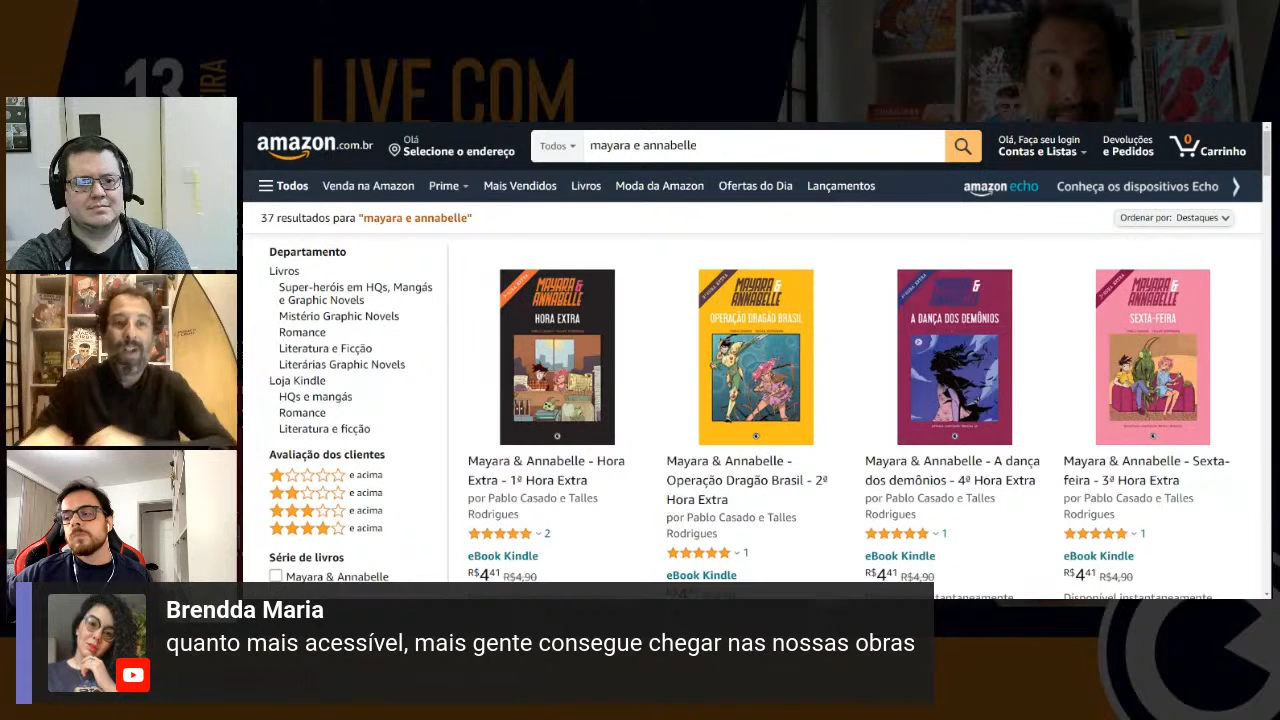 13
IRA
LIVE COM
amazon.com.br
Olá
Selecione o endereço
Todos
mayara e annabelle
Olá, Faça seu login
Contas e Listas
Devoluções
e Pedidos
0
Carrinho
Todos
Venda na Amazon
Prime
Mais Vendidos
Livros
Moda da Amazon
Ofertas do Dia
Lançamentos
amazon echo
Conheça os dispositivos Echo
37 resultados para "mayara e annabelle"
Ordenar por: Destaques
Departamento
Livros
Super-heróis em HQs, Mangás
e Graphic Novels
Mistério Graphic Novels
Romance
Literatura e Ficção
Literárias Graphic Novels
Loja Kindle
HQs e mangás
Romance
Literatura e ficção
Avaliação dos clientes
e acima
e acima
e acima
e acima
Série de livros
Mayara & Annabelle
MAYARA &
ANNABELLE
HORA EXTRA
Mayara & Annabelle - Hora
Extra - 1ª Hora Extra
por Pablo Casado e Talles
Rodrigues
2
eBook Kindle
R$441 R$4,90
MAYARA &
ANNABELLE
OPERAÇÃO DRAGÃO BRASIL
Mayara & Annabelle -
Operação Dragão Brasil - 2ª
Hora Extra
por Pablo Casado e Talles
Rodrigues
1
eBook Kindle
MAYARA &
ANNABELLE
A DANÇA DOS DEMÔNIOS
Mayara & Annabelle - A dança
dos demônios - 4ª Hora Extra
por Pablo Casado e Talles
Rodrigues
1
eBook Kindle
R$441 R$4,90
Disponível instantaneamente
MAYARA &
ANNABELLE
SEXTA-FEIRA
Mayara & Annabelle - Sexta-
feira - 3ª Hora Extra
por Pablo Casado e Talles
Rodrigues
1
eBook Kindle
R$441 R$4,90
Disponível instantaneamente
Brendda Maria
quanto mais acessível, mais gente consegue chegar nas nossas obras